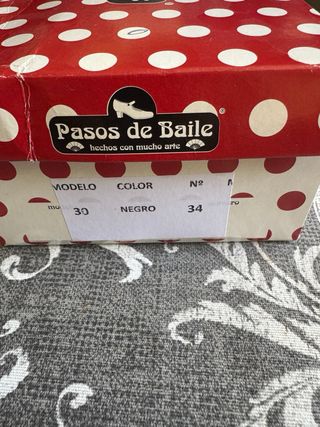 Pasos de Baile
hechos con mucho arte
MODELO COLOR Nº
30 NEGRO 34